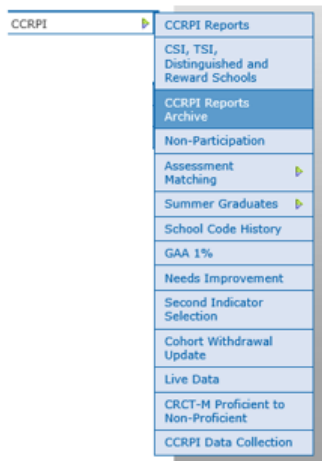 CCRPI
CCRPI Reports
CSI, TSI,
Distinguished and
Reward Schools
CCRPI Reports
Archive
Non-Participation
Assessment
Matching
Summer Graduates
School Code History
GAA 1%
Needs Improvement
Second Indicator
Selection
Cohort Withdrawal
Update
Live Data
CRCT-M Proficient to
Non-Proficient
CCRPI Data Collection